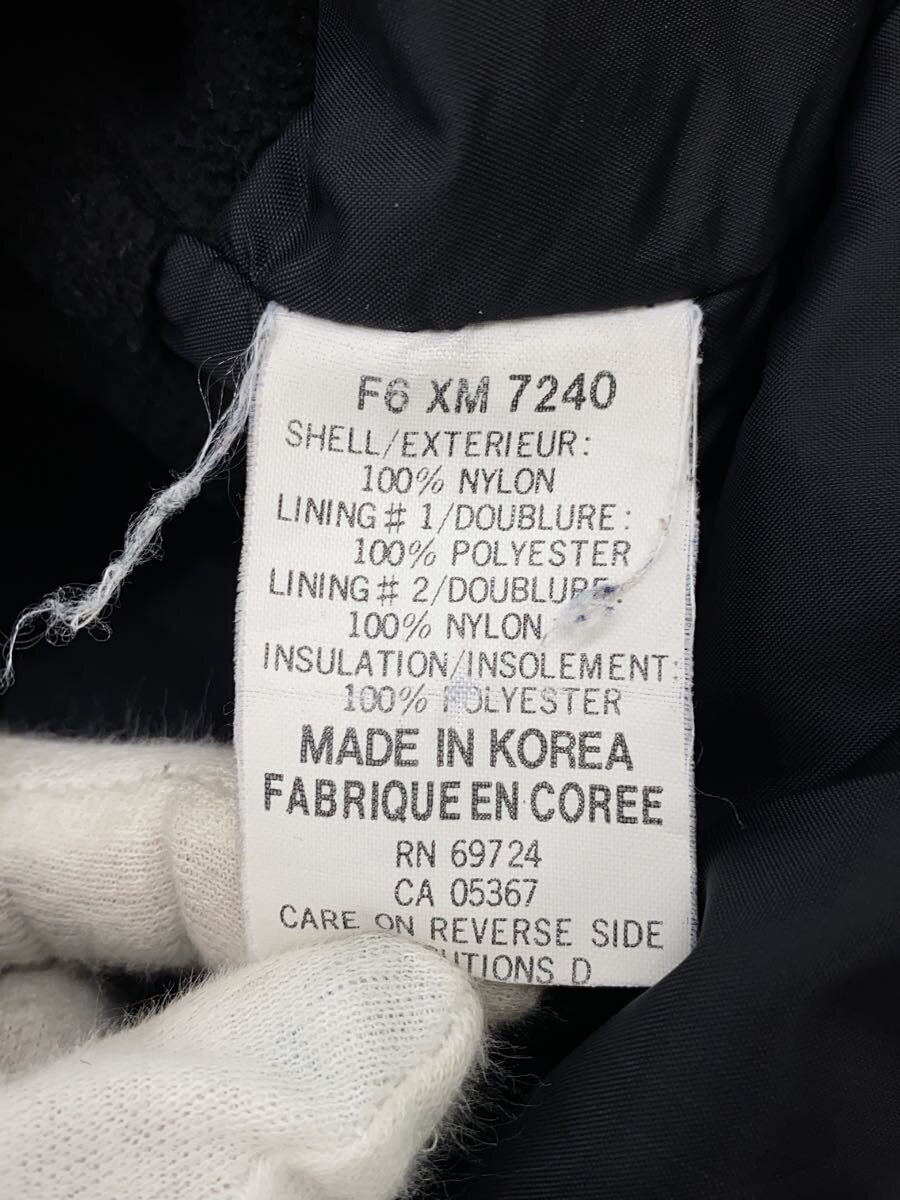 F6 XM 7240
SHELL/EXTERIEUR:
100% NYLON
LINING # 1/DOUBLURE:
100% POLYESTER
LINING # 2/DOUBLURE:
100% NYLON
INSULATION/INSOLEMENT:
100% POLYESTER
MADE IN KOREA
FABRIQUE EN COREE
RN 69724
CA 05367
CARE ON REVERSE SIDE
D